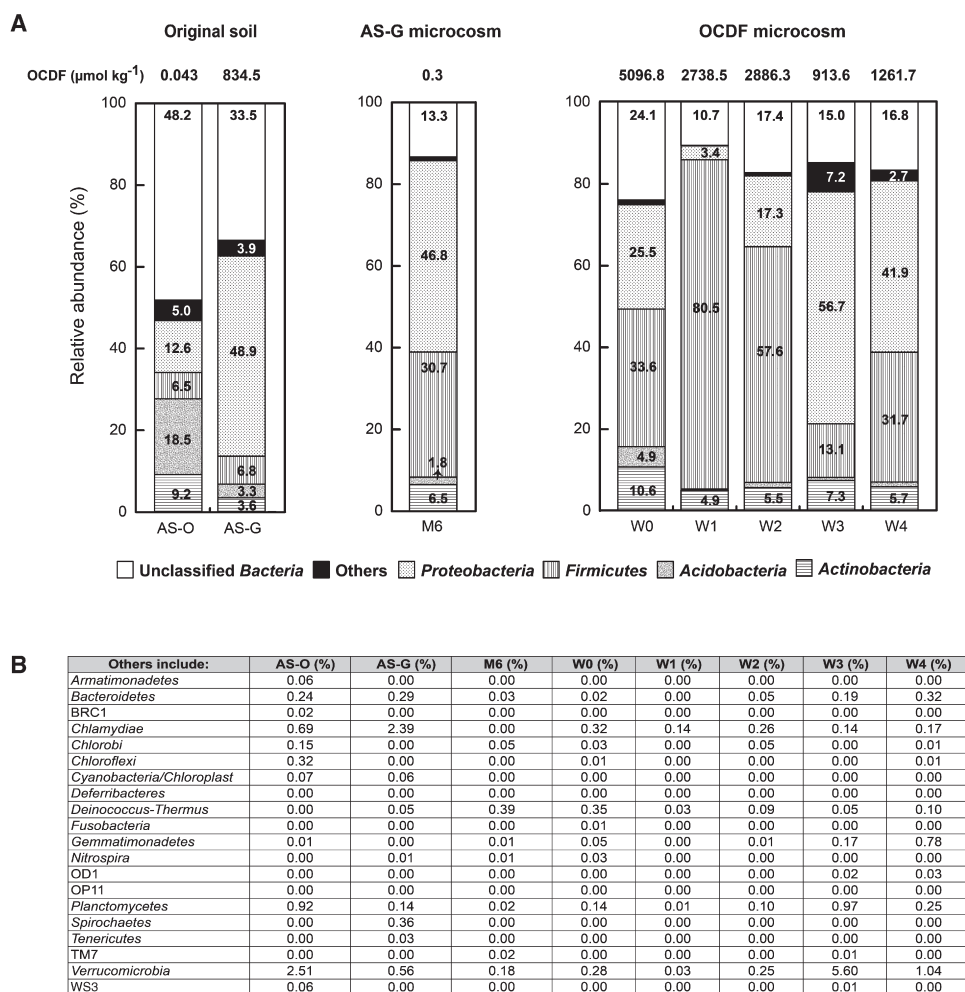 A
Original soil AS-G microcosm OCDF microcosm
OCDF (µmol kg-1) 0.043 834.5 0.3 5096.8 2738.5 2886.3 913.6 1261.7
Relative abundance (%)
100
80
60
40
20
0
48.2
5.0
12.6
6.5
18.5
9.2
33.5
3.9
48.9
6.8
3.3
3.6
AS-O AS-G
100
80
60
40
20
0
13.3
46.8
30.7
1.8
6.5
M6
100
80
60
40
20
0
24.1
25.5
33.6
4.9
10.6
10.7
3.4
80.5
4.9
17.4
17.3
57.6
5.5
15.0
7.2
56.7
13.1
7.3
16.8
2.7
41.9
31.7
5.7
W0 W1 W2 W3 W4
Unclassified Bacteria Others Proteobacteria Firmicutes Acidobacteria Actinobacteria
B
Others include: AS-O (%) AS-G (%) M6 (%) W0 (%) W1 (%) W2 (%) W3 (%) W4 (%)
Armatimonadetes 0.06 0.00 0.00 0.00 0.00 0.00 0.00 0.00
Bacteroidetes 0.24 0.29 0.03 0.02 0.00 0.05 0.19 0.32
BRC1 0.02 0.00 0.00 0.00 0.00 0.00 0.00 0.00
Chlamydiae 0.69 2.39 0.00 0.32 0.14 0.26 0.14 0.17
Chlorobi 0.15 0.00 0.05 0.03 0.00 0.05 0.00 0.01
Chloroflexi 0.32 0.00 0.00 0.01 0.00 0.00 0.00 0.01
Cyanobacteria/Chloroplast 0.07 0.06 0.00 0.00 0.00 0.00 0.00 0.00
Deferribacteres 0.00 0.00 0.00 0.00 0.00 0.00 0.00 0.00
Deinococcus-Thermus 0.00 0.05 0.39 0.35 0.03 0.09 0.05 0.10
Fusobacteria 0.00 0.00 0.00 0.01 0.00 0.00 0.00 0.00
Gemmatimonadetes 0.01 0.00 0.01 0.05 0.00 0.01 0.17 0.78
Nitrospira 0.00 0.01 0.01 0.03 0.00 0.00 0.00 0.00
OD1 0.00 0.00 0.00 0.00 0.00 0.00 0.02 0.03
OP11 0.00 0.00 0.00 0.00 0.00 0.00 0.00 0.00
Planctomycetes 0.92 0.14 0.02 0.14 0.01 0.10 0.97 0.25
Spirochaetes 0.00 0.36 0.00 0.00 0.00 0.00 0.00 0.00
Tenericutes 0.00 0.03 0.00 0.00 0.00 0.00 0.00 0.00
TM7 0.00 0.00 0.02 0.00 0.00 0.00 0.01 0.00
Verrucomicrobia 2.51 0.56 0.18 0.28 0.03 0.25 5.60 1.04
WS3 0.06 0.00 0.00 0.00 0.00 0.00 0.01 0.00